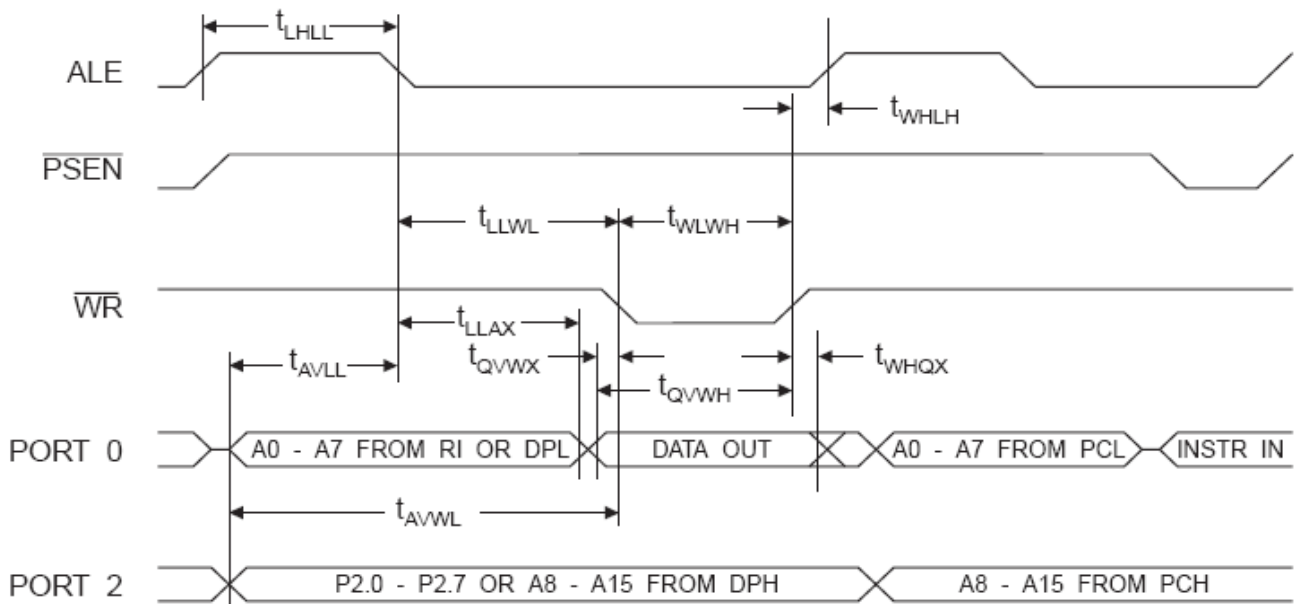 tLHLL
ALE
tWHLH
PSEN
tLLWL
tWLWH
WR
tLLAX
tAVLL
tQVWX
tWHQX
tQVWH
PORT 0
A0 - A7 FROM RI OR DPL
DATA OUT
A0 - A7 FROM PCL
INSTR IN
tAVWL
PORT 2
P2.0 - P2.7 OR A8 - A15 FROM DPH
A8 - A15 FROM PCH